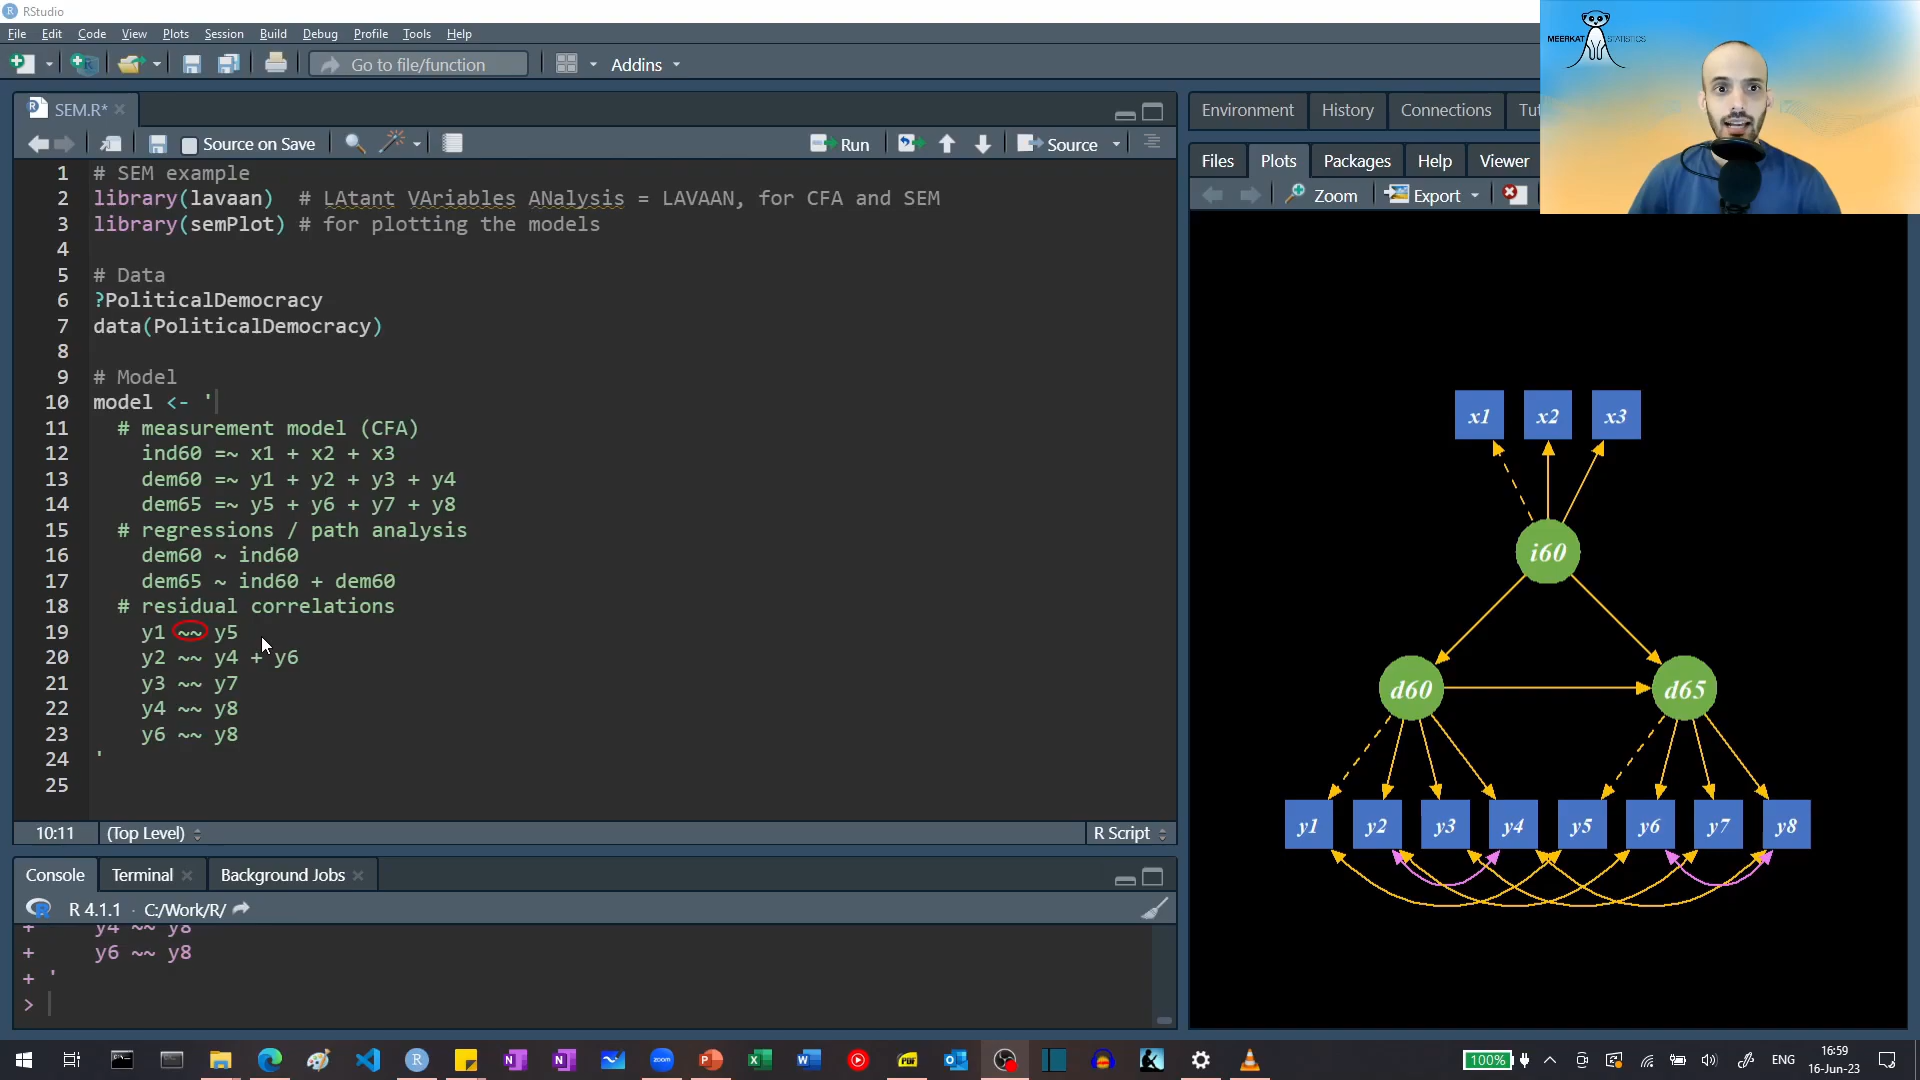 RStudio
File Edit Code View Plots Session Build Debug Profile Tools Help
Go to file/function Addins
MEERKAT STATISTICS
SEM.R*
Source on Save Run Source
1 # SEM example
2 library(lavaan) # LAtant VAriables ANalysis = LAVAAN, for CFA and SEM
3 library(semPlot) # for plotting the models
4
5 # Data
6 ?PoliticalDemocracy
7 data(PoliticalDemocracy)
8
9 # Model
10 model <- '
11 # measurement model (CFA)
12 ind60 =~ x1 + x2 + x3
13 dem60 =~ y1 + y2 + y3 + y4
14 dem65 =~ y5 + y6 + y7 + y8
15 # regressions / path analysis
16 dem60 ~ ind60
17 dem65 ~ ind60 + dem60
18 # residual correlations
19 y1 ~~ y5
20 y2 ~~ y4 + y6
21 y3 ~~ y7
22 y4 ~~ y8
23 y6 ~~ y8
24 '
25
10:11 (Top Level) R Script
Console Terminal Background Jobs
R 4.1.1 · C:/Work/R/
+ y4 ~~ y8
+ y6 ~~ y8
+ '
>
Environment History Connections Tu
Files Plots Packages Help Viewer
Zoom Export
x1 x2 x3
i60
d60 d65
y1 y2 y3 y4 y5 y6 y7 y8
100% ENG 16:59
16-Jun-23